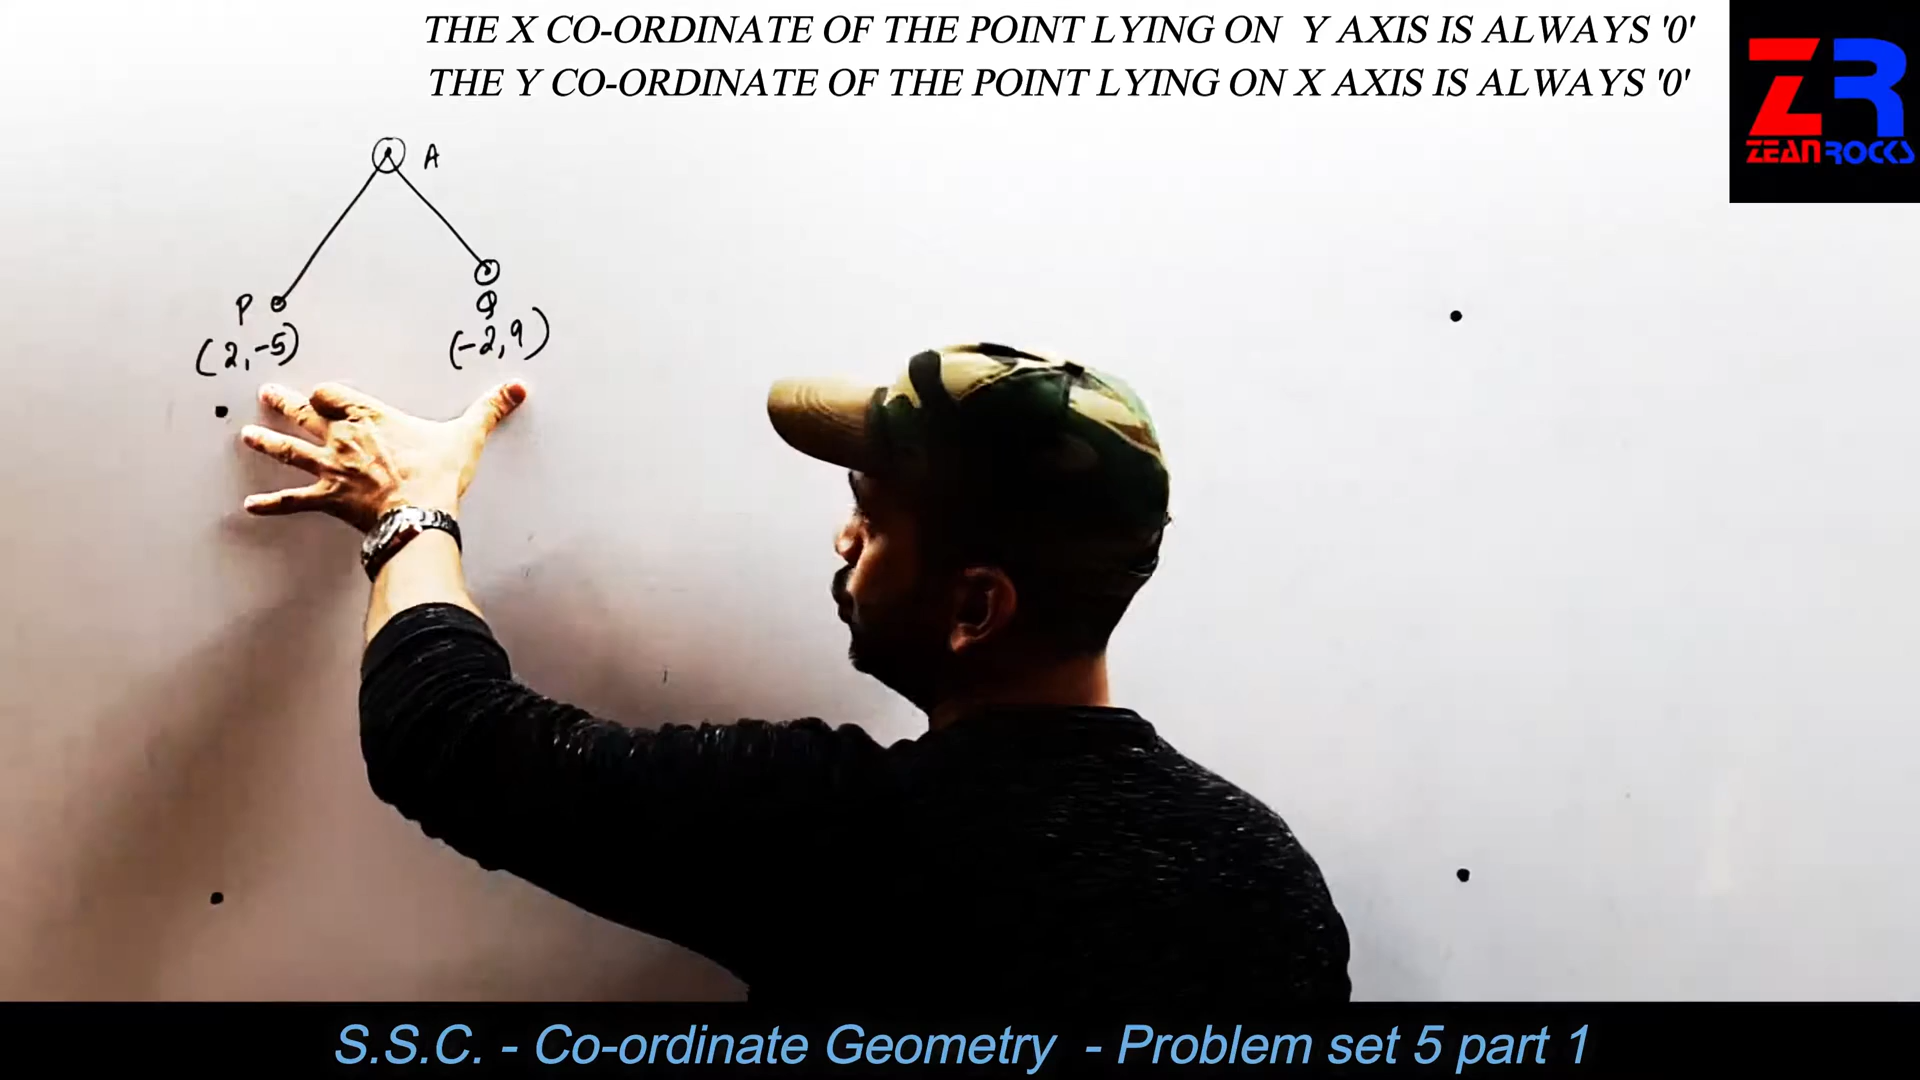 THE X CO-ORDINATE OF THE POINT LYING ON Y AXIS IS ALWAYS '0'
THE Y CO-ORDINATE OF THE POINT LYING ON X AXIS IS ALWAYS '0'
ZR
ZEAN ROCKS
A
P
Q
(2,-5)
(-2,9)
S.S.C. - Co-ordinate Geometry - Problem set 5 part 1